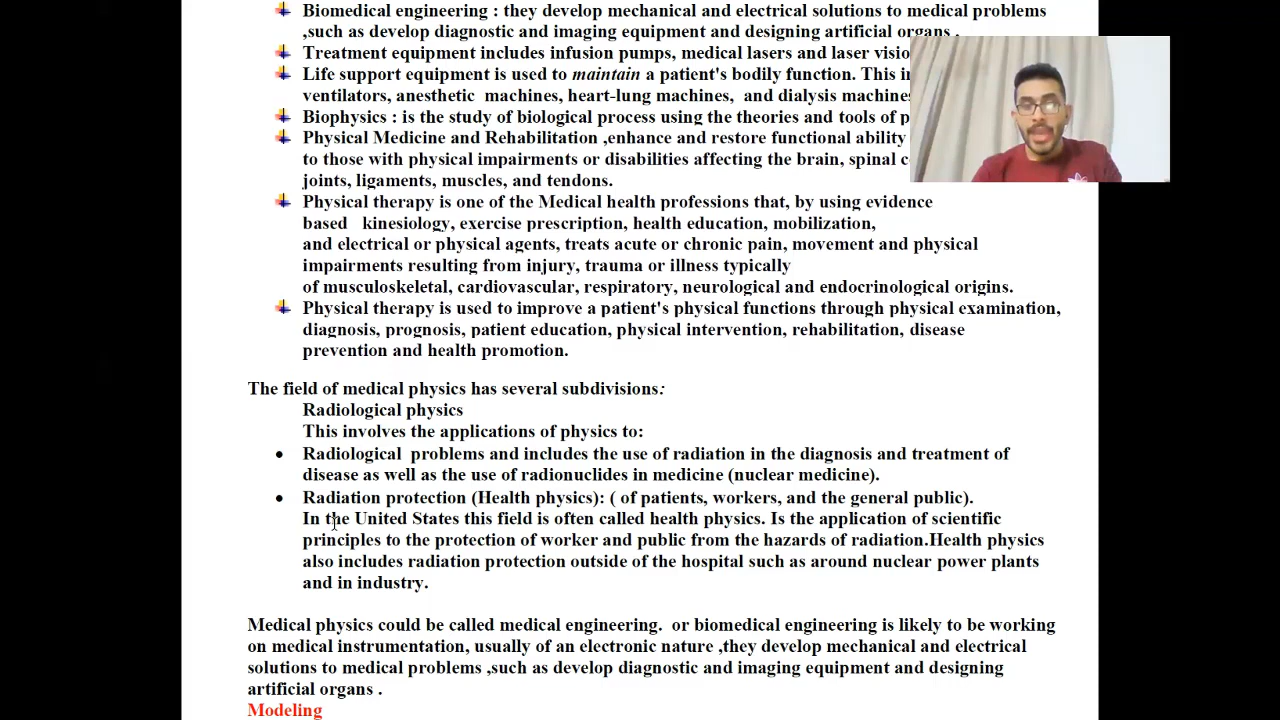 Biomedical engineering : they develop mechanical and electrical solutions to medical problems
,such as develop diagnostic and imaging equipment and designing artificial organs .
Treatment equipment includes infusion pumps, medical lasers and laser
Life support equipment is used to maintain a patient's bodily function. This
ventilators, anesthetic machines, heart-lung machines, and dialysis machines
Biophysics : is the study of biological process using the theories and tools of
Physical Medicine and Rehabilitation ,enhance and restore functional ability
to those with physical impairments or disabilities affecting the brain, spinal
joints, ligaments, muscles, and tendons.
Physical therapy is one of the Medical health professions that, by using evidence
based kinesiology, exercise prescription, health education, mobilization,
and electrical or physical agents, treats acute or chronic pain, movement and physical
impairments resulting from injury, trauma or illness typically
of musculoskeletal, cardiovascular, respiratory, neurological and endocrinological origins.
Physical therapy is used to improve a patient's physical functions through physical examination,
diagnosis, prognosis, patient education, physical intervention, rehabilitation, disease
prevention and health promotion.
The field of medical physics has several subdivisions:
Radiological physics
This involves the applications of physics to:
• Radiological problems and includes the use of radiation in the diagnosis and treatment of
disease as well as the use of radionuclides in medicine (nuclear medicine).
• Radiation protection (Health physics): ( of patients, workers, and the general public).
In the United States this field is often called health physics. Is the application of scientific
principles to the protection of worker and public from the hazards of radiation.Health physics
also includes radiation protection outside of the hospital such as around nuclear power plants
and in industry.
Medical physics could be called medical engineering. or biomedical engineering is likely to be working
on medical instrumentation, usually of an electronic nature ,they develop mechanical and electrical
solutions to medical problems ,such as develop diagnostic and imaging equipment and designing
artificial organs .
Modeling